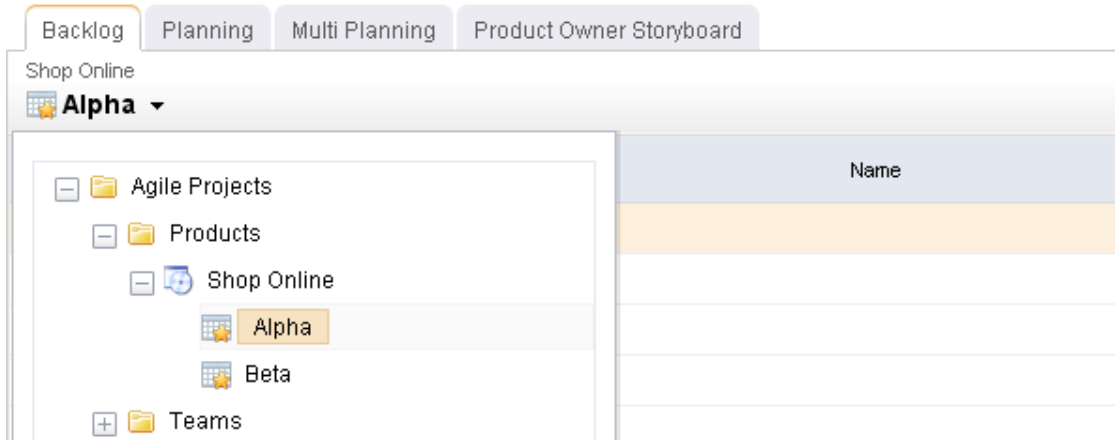 Backlog Planning Multi Planning Product Owner Storyboard
Shop Online
Alpha
Name
Agile Projects
Products
Shop Online
Alpha
Beta
Teams